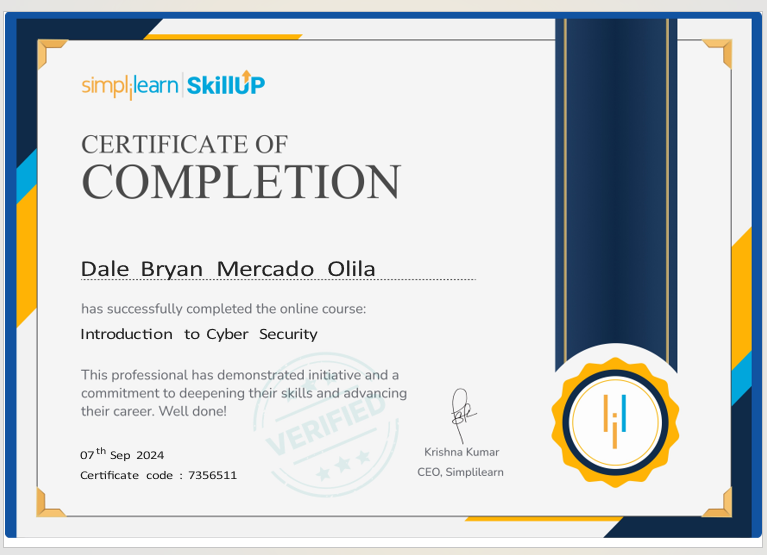 simplilearn | SkillUP
CERTIFICATE OF
COMPLETION
Dale Bryan Mercado Olila
has successfully completed the online course:
Introduction to Cyber Security
This professional has demonstrated initiative and a
commitment to deepening their skills and advancing
their career. Well done!
VERIFIED
07th Sep 2024
Certificate code : 7356511
Krishna Kumar
CEO, Simplilearn